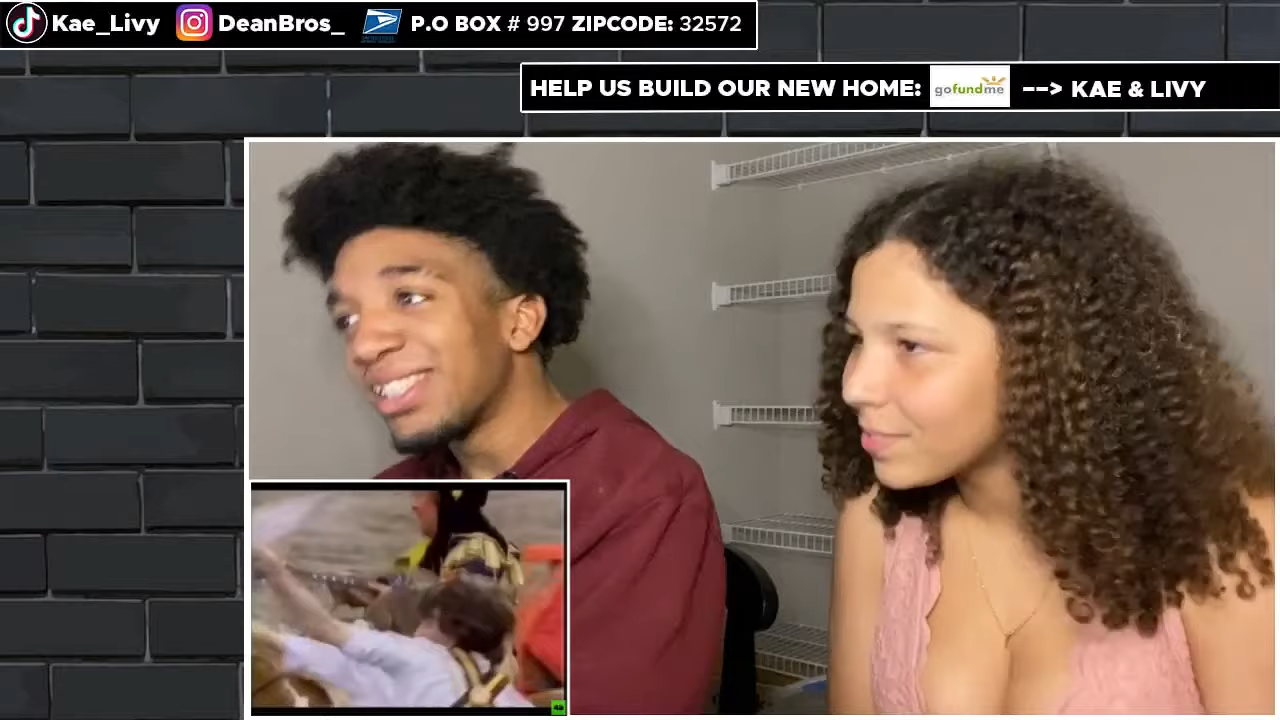 Kae_Livy DeanBros_ P.O BOX # 997 ZIPCODE: 32572
HELP US BUILD OUR NEW HOME: gofundme --> KAE & LIVY